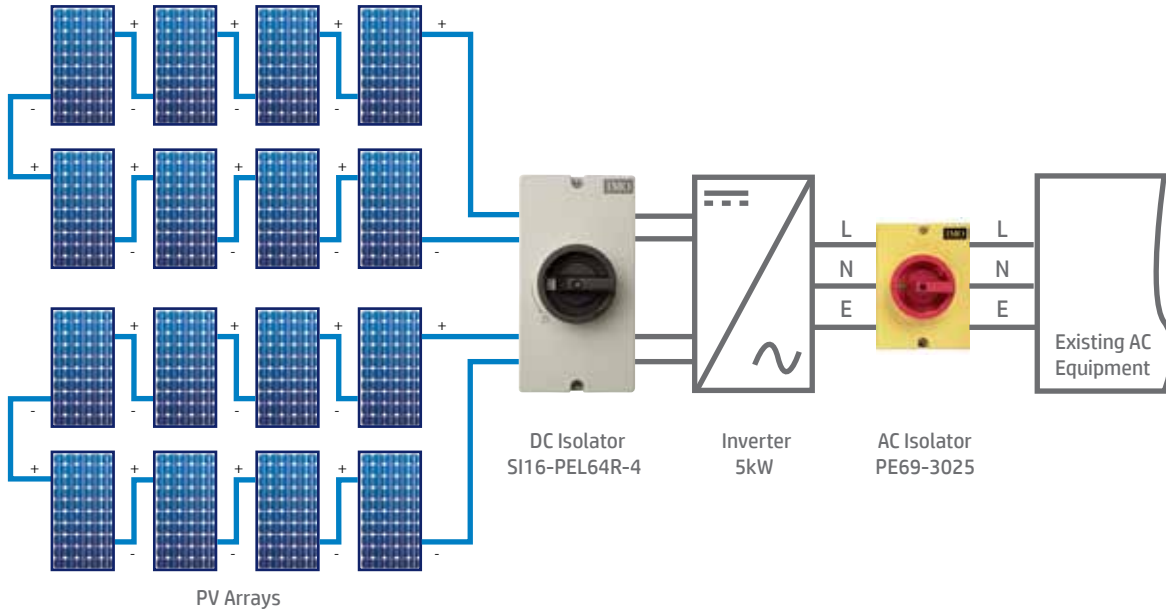 + + + +
- - - -
+ + + +
- - - -
+ + + +
- - - -
+ + + +
- - - -
IMO
IMO
L
N
E
L
N
E
Existing AC
Equipment
DC Isolator
SI16-PEL64R-4
Inverter
5kW
AC Isolator
PE69-3025
PV Arrays